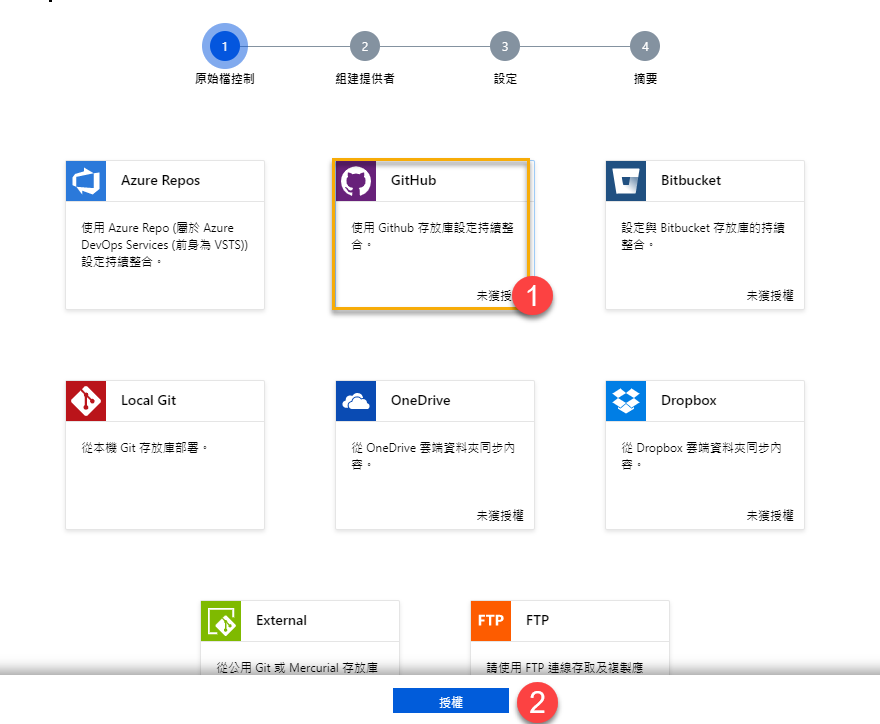 1
2
3
4
原始檔控制
組建提供者
設定
摘要
Azure Repos
使用 Azure Repo (屬於 Azure
DevOps Services (前身為 VSTS))
設定持續整合。
GitHub
使用 Github 存放庫設定持續整
合。
未獲授
1
Bitbucket
設定與 Bitbucket 存放庫的持續
整合。
未獲授權
Local Git
從本機 Git 存放庫部署。
OneDrive
從 OneDrive 雲端資料夾同步內
容。
未獲授權
Dropbox
從 Dropbox 雲端資料夾同步內
容。
未獲授權
External
從公用 Git 或 Mercurial 存放庫
FTP
FTP
請使用 FTP 連線存取及複製應
授權
2